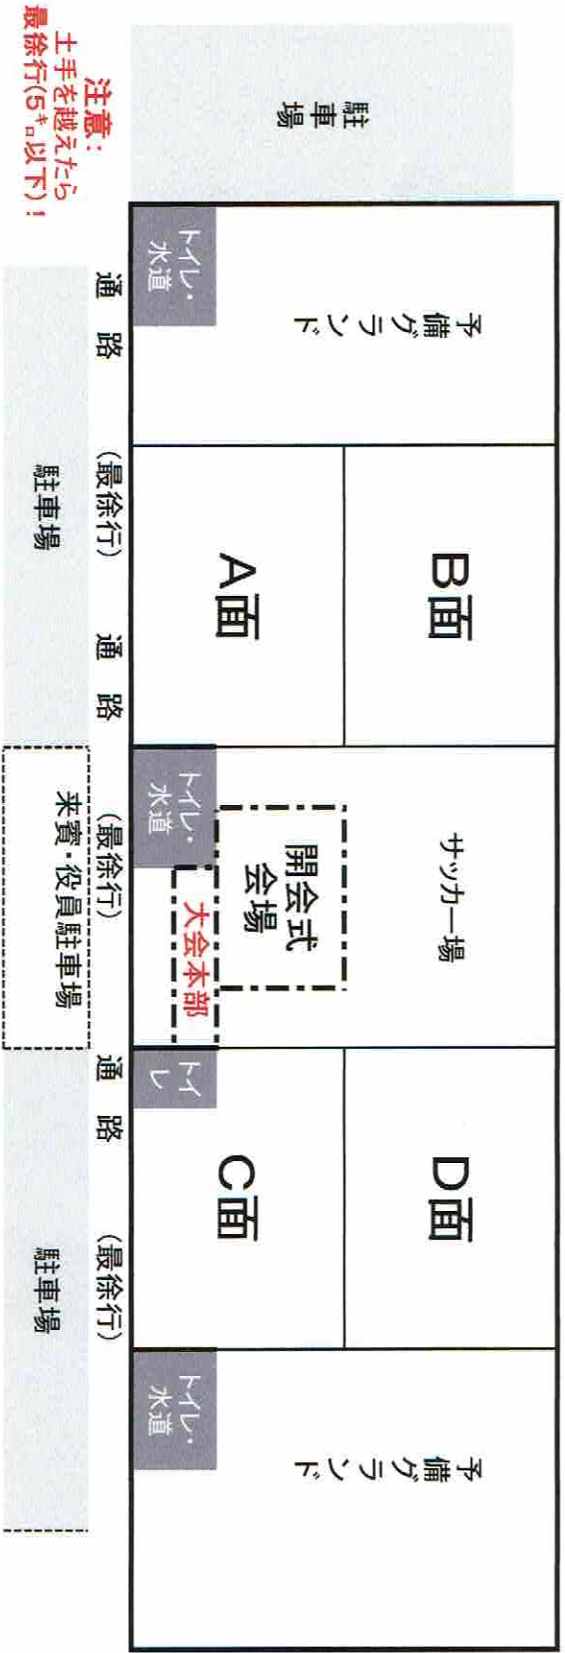 駐車場
予備グランド
トイレ・
水道
B面
A面
サッカー場
開会式
会場
大会本部
トイレ・
水道
D面
C面
トイ
レ
予備グランド
トイレ・
水道
通路 (最徐行) 通路 (最徐行) 通路 (最徐行)
注意:
土手を越えたら
最徐行(5㌔以下)!
駐車場
来賓・役員駐車場
駐車場